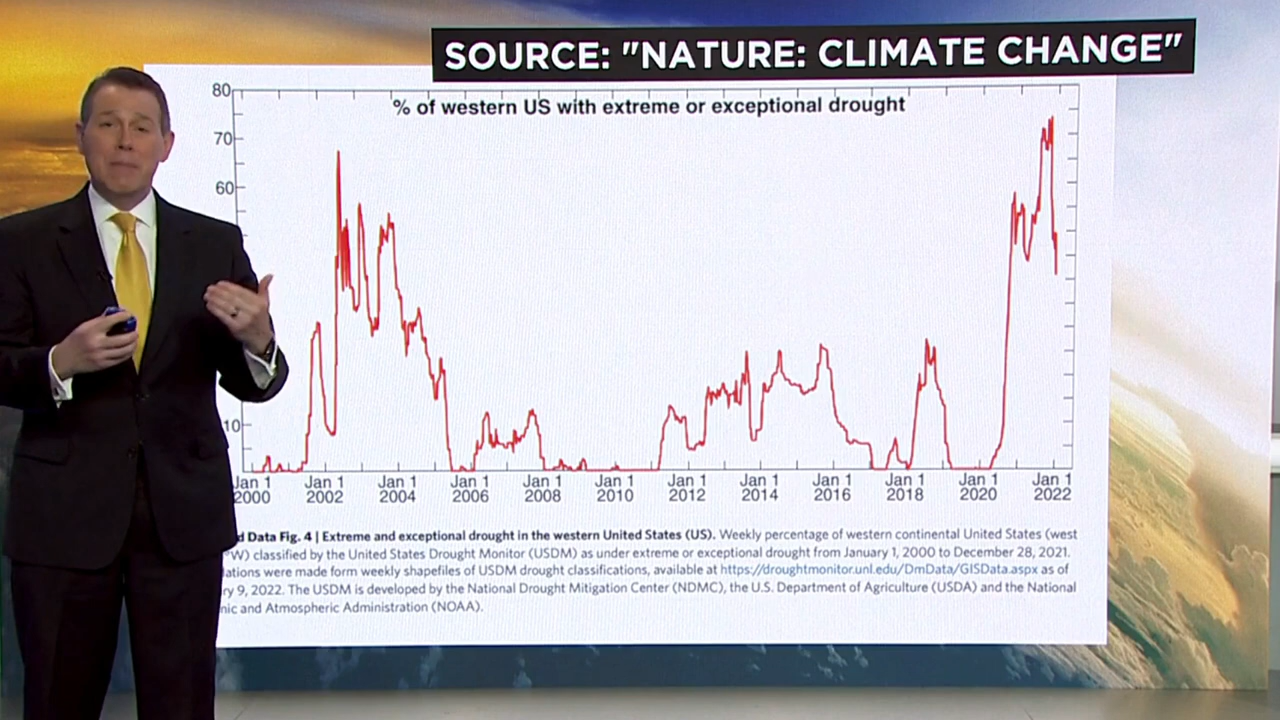 SOURCE: "NATURE: CLIMATE CHANGE"
% of western US with extreme or exceptional drought
80
70
60
10
Jan 1 Jan 1 Jan 1 Jan 1 Jan 1 Jan 1 Jan 1 Jan 1 Jan 1 Jan 1 Jan 1 Jan 1
2000 2002 2004 2006 2008 2010 2012 2014 2016 2018 2020 2022
d Data Fig. 4 | Extreme and exceptional drought in the western United States (US). Weekly percentage of western continental United States (west
°W) classified by the United States Drought Monitor (USDM) as under extreme or exceptional drought from January 1, 2000 to December 28, 2021.
lations were made form weekly shapefiles of USDM drought classifications, available at https://droughtmonitor.unl.edu/DmData/GISData.aspx as of
ry 9, 2022. The USDM is developed by the National Drought Mitigation Center (NDMC), the U.S. Department of Agriculture (USDA) and the National
nic and Atmospheric Administration (NOAA).